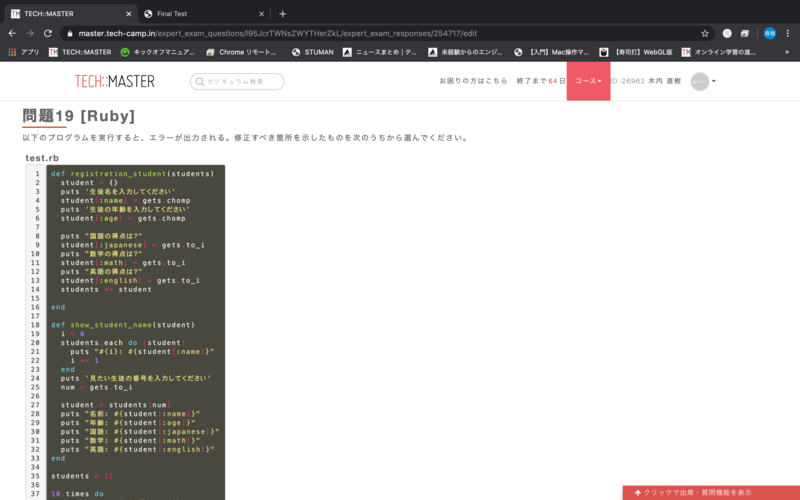 TECH::MASTER
Final Test
master.tech-camp.in/expert_exam_questions/I95JcrTWNsZWYTHerZkL/expert_exam_responses/254717/edit
アプリ TECH::MASTER キックオフマニュア... Chrome リモート... STUMAN ニュースまとめ | テ... 未経験からのエンジ... 【入門】Mac操作マ... 【寿司打】WebGL版 オンライン学習の進... »
TECH::MASTER カリキュラム検索 お困りの方はこちら 終了まで64日 コース ID:26962 木内 直樹
問題19 [Ruby]
以下のプログラムを実行すると、エラーが出力される。修正すべき箇所を示したものを次のうちから選んでください。
test.rb
1 def registration_student(students)
2 student = {}
3 puts '生徒名を入力してください'
4 student[:name] = gets.chomp
5 puts '生徒の年齢を入力してください'
6 student[:age] = gets.chomp
7
8 puts "国語の得点は?"
9 student[:japanese] = gets.to_i
10 puts "数学の得点は?"
11 student[:math] = gets.to_i
12 puts "英語の得点は?"
13 student[:english] = gets.to_i
14 students << student
15
16 end
17
18 def show_student_name(student)
19 i = 0
20 students.each do |student|
21 puts "#{i}: #{student[:name]}"
22 i += 1
23 end
24 puts '見たい生徒の番号を入力してください'
25 num = gets.to_i
26
27 student = students[num]
28 puts "名前: #{student[:name]}"
29 puts "年齢: #{student[:age]}"
30 puts "国語: #{student[:japanese]}"
31 puts "数学: #{student[:math]}"
32 puts "英語: #{student[:english]}"
33 end
34
35 students = []
36
37 10.times do
クリックで出席・質問機能を表示